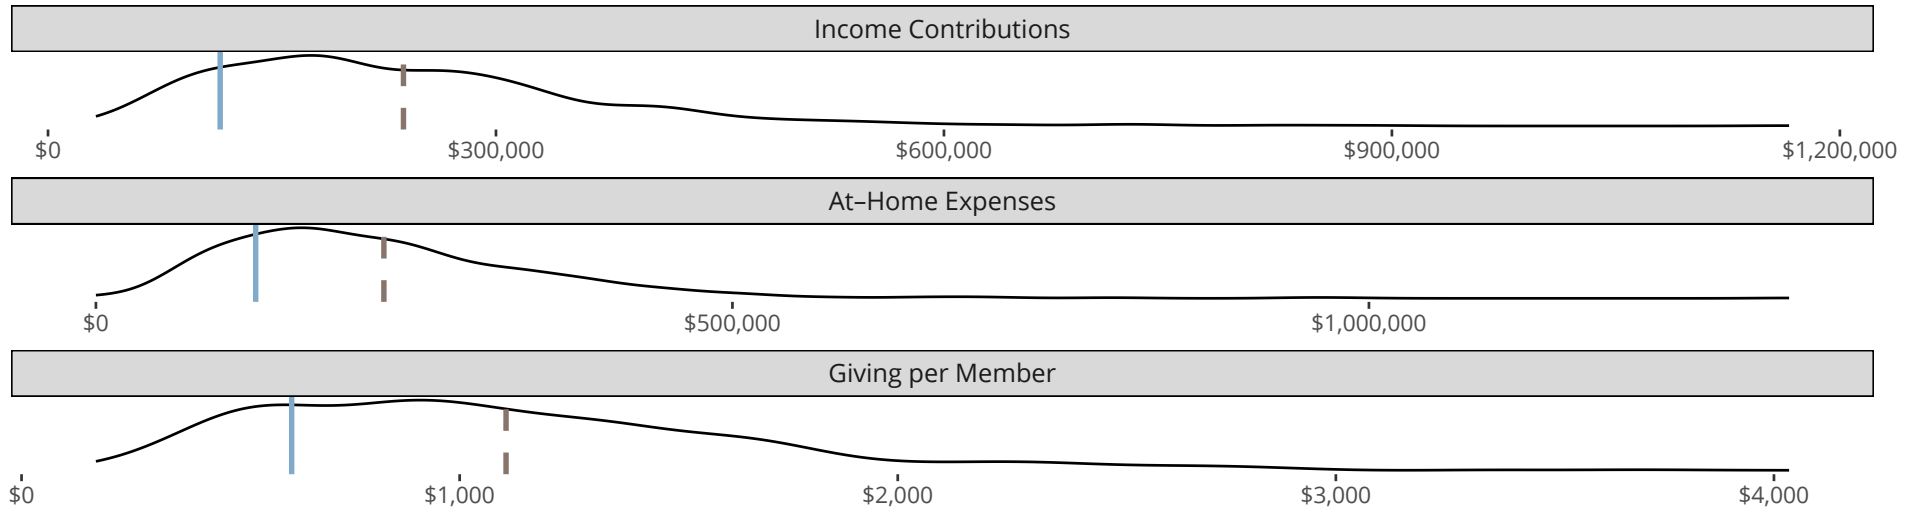 Income Contributions
$0 $300,000 $600,000 $900,000 $1,200,000
At–Home Expenses
$0 $500,000 $1,000,000
Giving per Member
$0 $1,000 $2,000 $3,000 $4,000